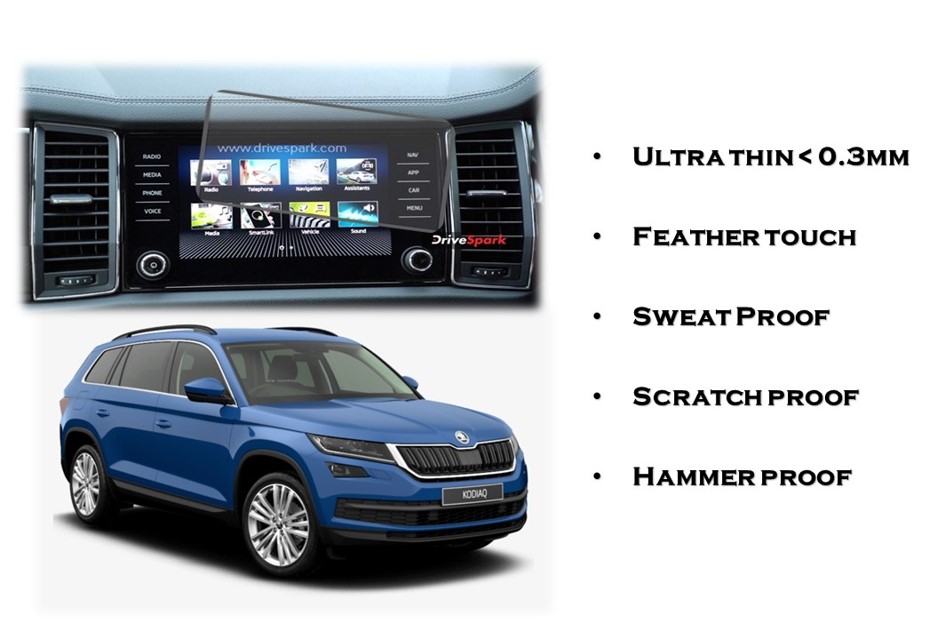 www.drivespark.com
RADIO
MEDIA
PHONE
VOICE
NAV
APP
CAR
MENU
Radio Telephone Navigation Assistants
Media SmartLink Vehicle Sound
DriveSpark
KODIAQ
• ULTRA THIN < 0.3MM
• FEATHER TOUCH
• SWEAT PROOF
• SCRATCH PROOF
• HAMMER PROOF